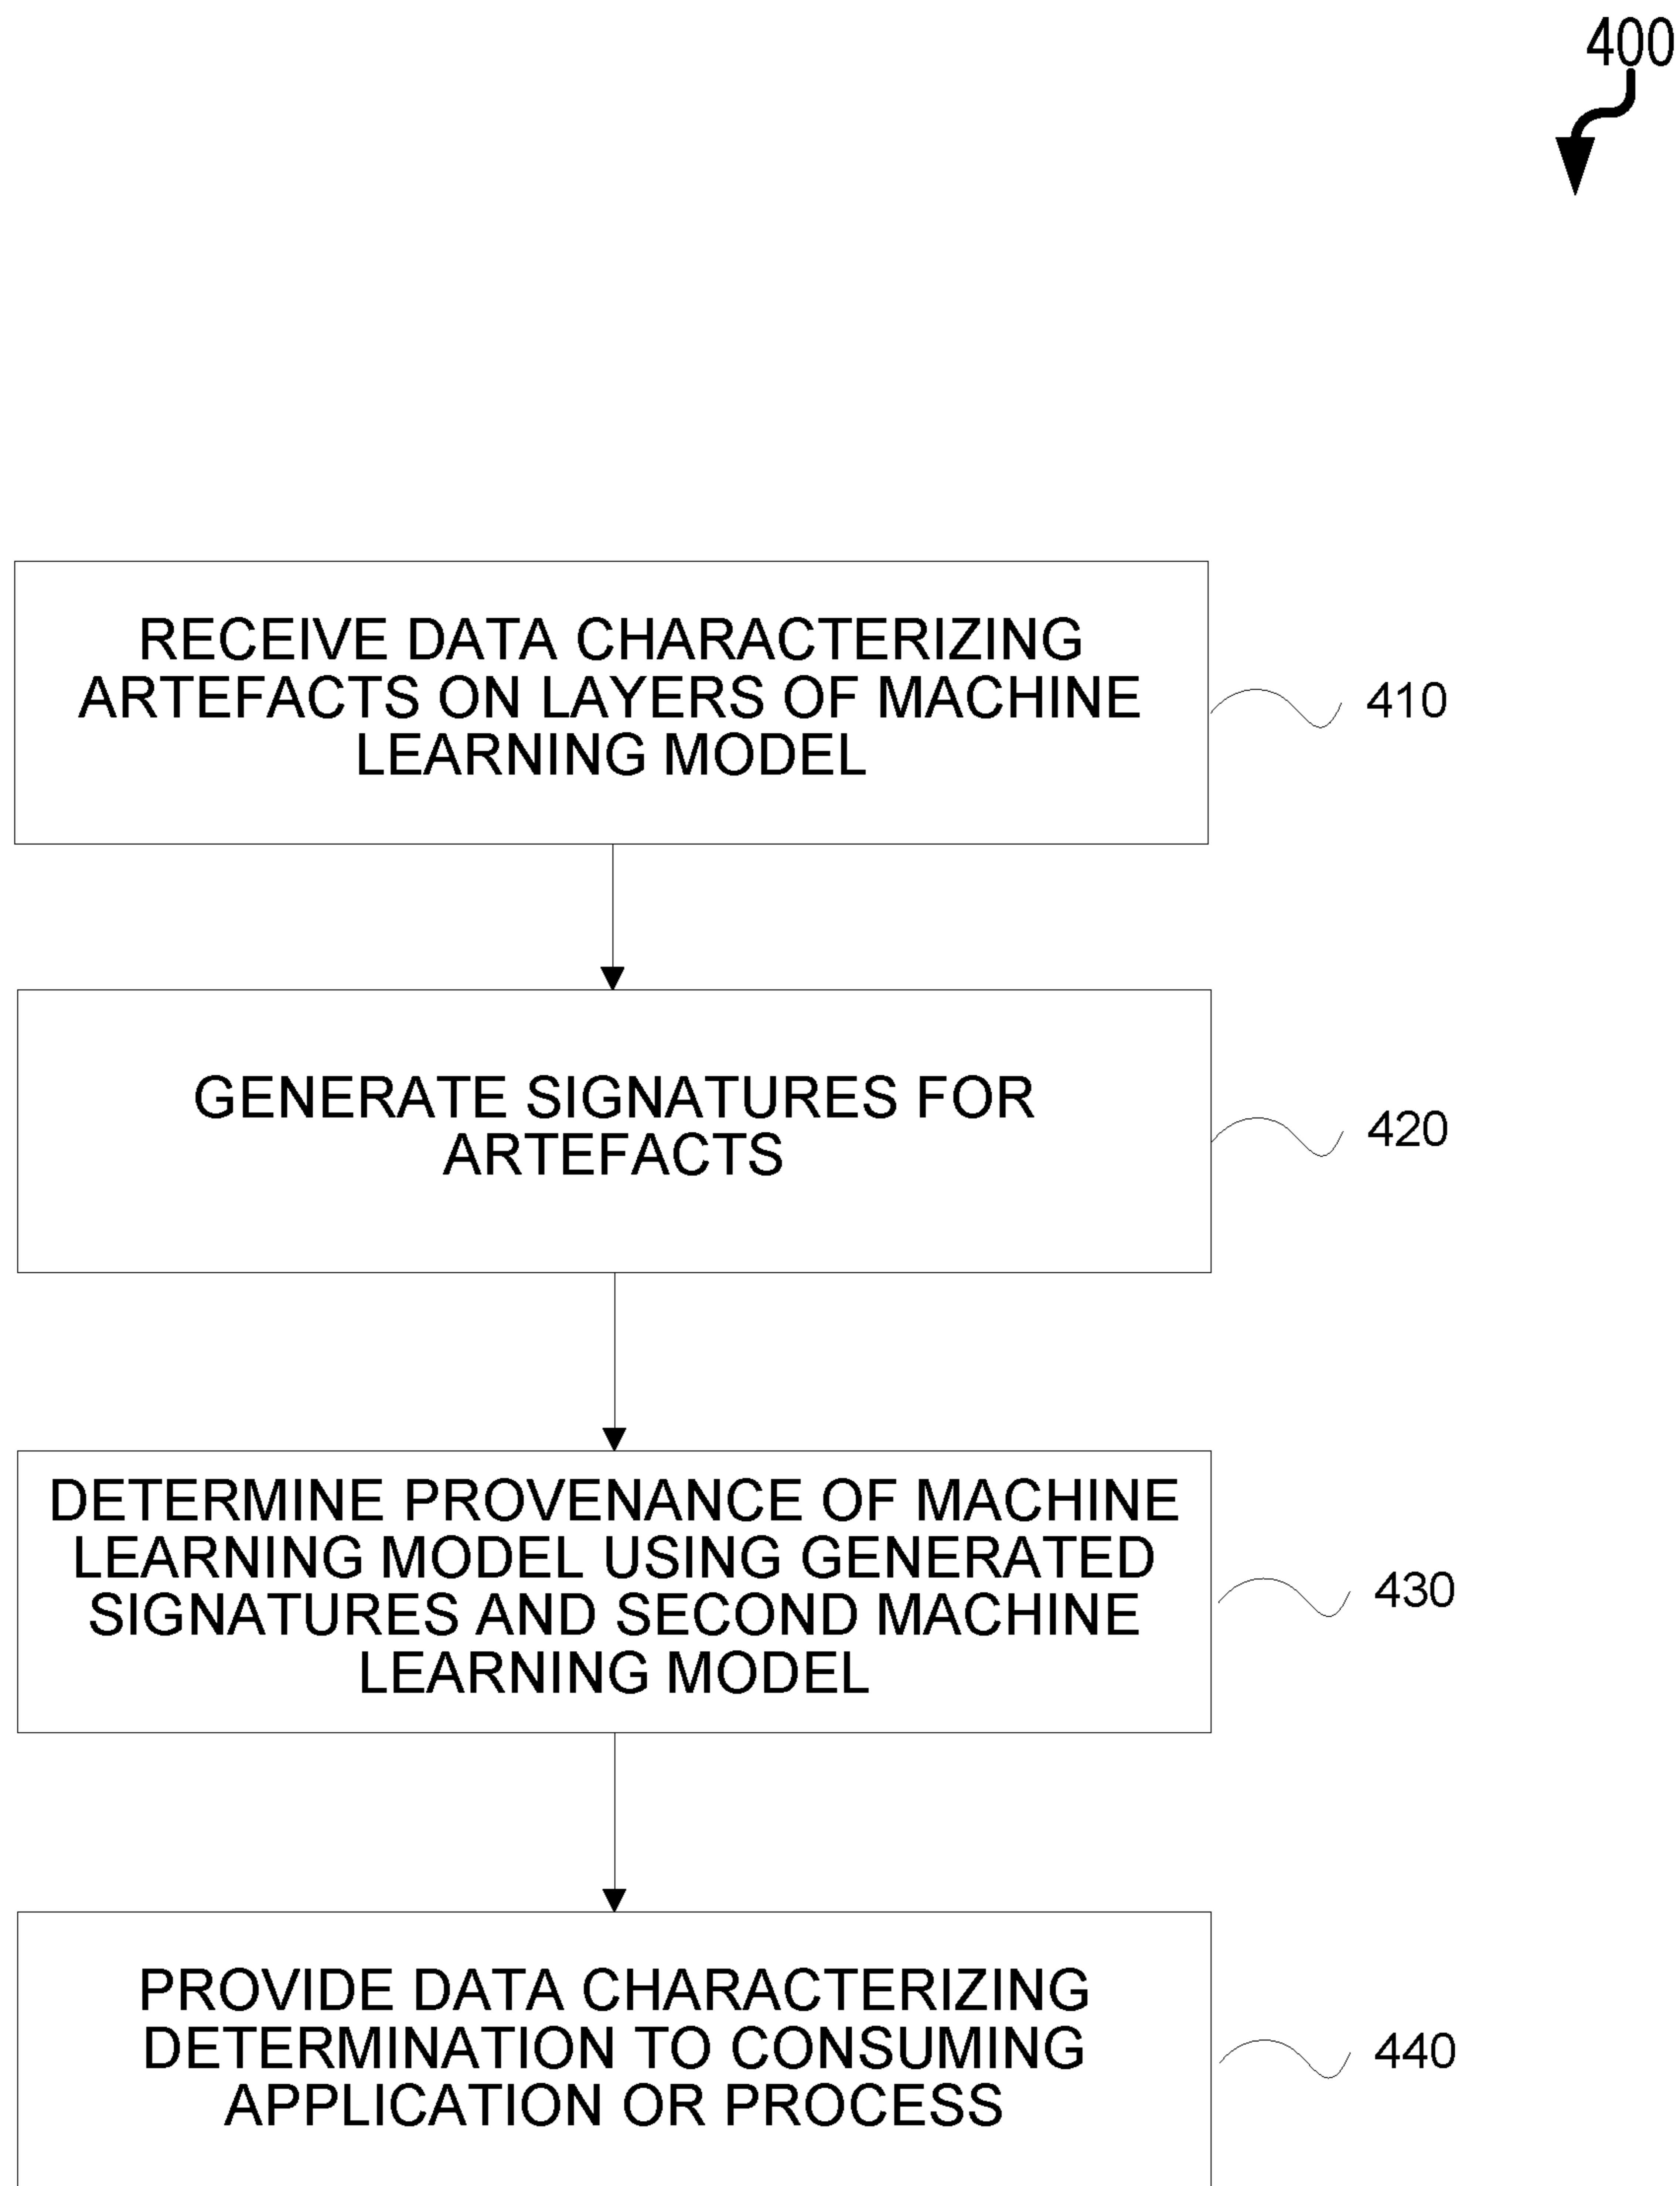 400
RECEIVE DATA CHARACTERIZING
ARTEFACTS ON LAYERS OF MACHINE
LEARNING MODEL
410
GENERATE SIGNATURES FOR
ARTEFACTS
420
DETERMINE PROVENANCE OF MACHINE
LEARNING MODEL USING GENERATED
SIGNATURES AND SECOND MACHINE
LEARNING MODEL
430
PROVIDE DATA CHARACTERIZING
DETERMINATION TO CONSUMING
APPLICATION OR PROCESS
440